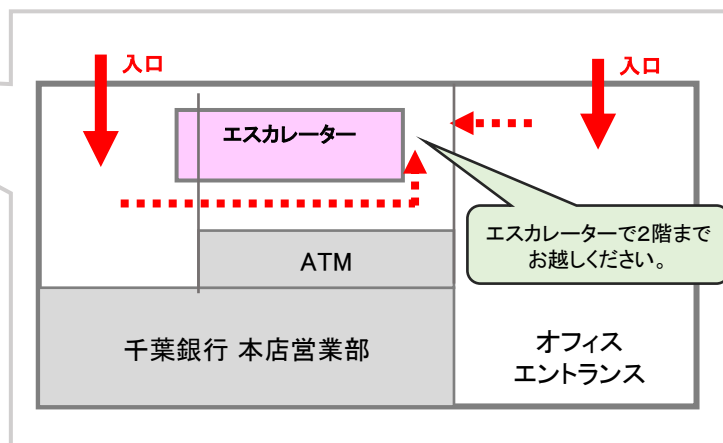 入口
入口
エスカレーター
エスカレーターで2階まで
お越しください。
ATM
千葉銀行 本店営業部
オフィス
エントランス